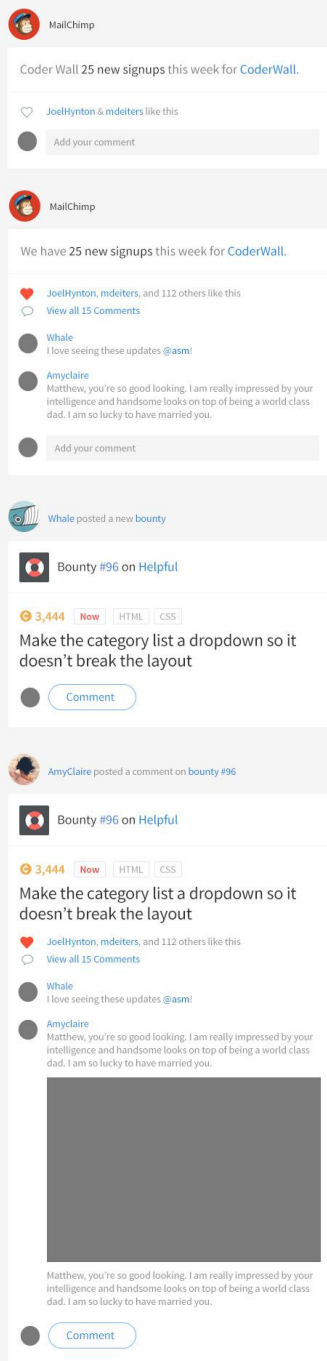 MailChimp
Coder Wall 25 new signups this week for CoderWall.
JoelHynton & mdeiters like this
Add your comment
MailChimp
We have 25 new signups this week for CoderWall.
JoelHynton, mdeiters, and 112 others like this
View all 15 Comments
Whale
I love seeing these updates @asm!
Amyclaire
Matthew, you're so good looking. I am really impressed by your
intelligence and handsome looks on top of being a world class
dad. I am so lucky to have married you.
Add your comment
Whale posted a new bounty
Bounty #96 on Helpful
C 3,444 Now HTML CSS
Make the category list a dropdown so it
doesn't break the layout
Comment
AmyClaire posted a comment on bounty #96
Bounty #96 on Helpful
C 3,444 Now HTML CSS
Make the category list a dropdown so it
doesn't break the layout
JoelHynton, mdeiters, and 112 others like this
View all 15 Comments
Whale
I love seeing these updates @asm!
Amyclaire
Matthew, you're so good looking. I am really impressed by your
intelligence and handsome looks on top of being a world class
dad. I am so lucky to have married you.
Matthew, you're so good looking. I am really impressed by your
intelligence and handsome looks on top of being a world class
dad. I am so lucky to have married you.
Comment